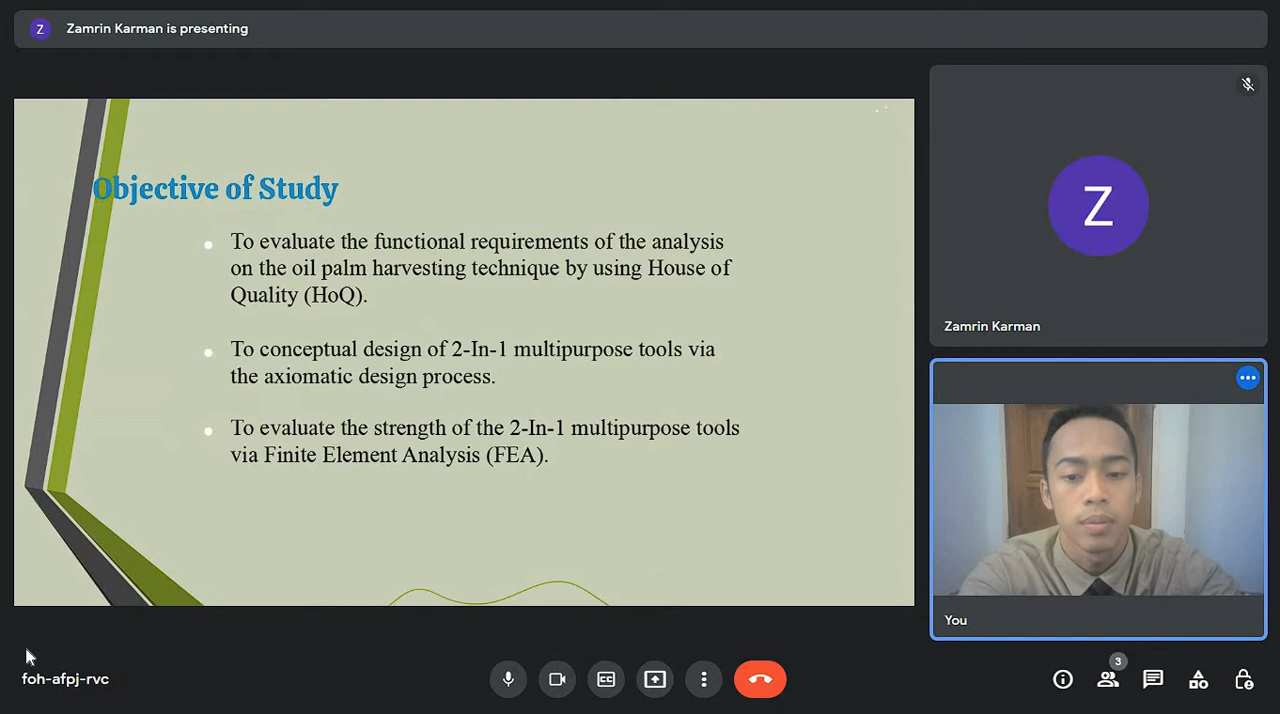 Z
Zamrin Karman is presenting
Objective of Study
To evaluate the functional requirements of the analysis
on the oil palm harvesting technique by using House of
Quality (HoQ).
To conceptual design of 2-In-1 multipurpose tools via
the axiomatic design process.
To evaluate the strength of the 2-In-1 multipurpose tools
via Finite Element Analysis (FEA).
Z
Zamrin Karman
You
foh-afpj-rvc
CC
3